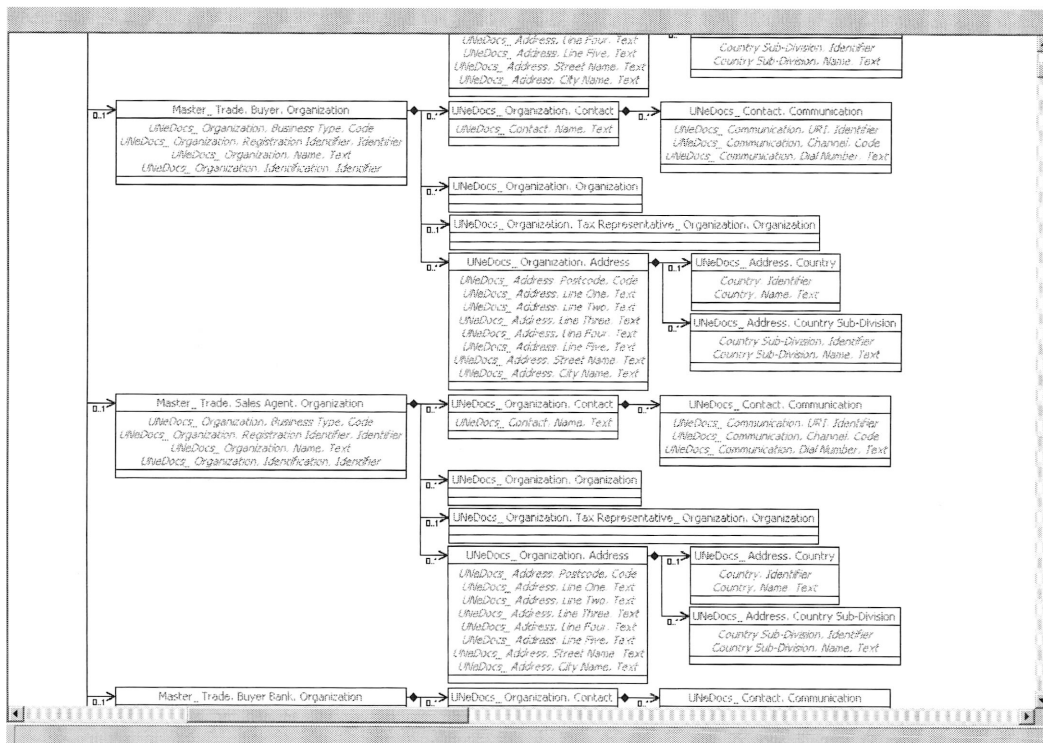 UNeDocs_ Address. Line Four. Text
UNeDocs_ Address. Line Five. Text
UNeDocs_ Address. Street Name. Text
UNeDocs_ Address. City Name. Text
0..*
Country Sub-Division. Identifier
Country Sub-Division. Name. Text
0..1
Master_ Trade. Buyer. Organization
UNeDocs_ Organization. Business Type. Code
UNeDocs_ Organization. Registration Identifier. Identifier
UNeDocs_ Organization. Name. Text
UNeDocs_ Organization. Identification. Identifier
0..*
UNeDocs_ Organization. Contact
UNeDocs_ Contact. Name. Text
0..*
UNeDocs_ Contact. Communication
UNeDocs_ Communication. URI. Identifier
UNeDocs_ Communication. Channel. Code
UNeDocs_ Communication. Dial Number. Text
0..*
UNeDocs_ Organization. Organization
0..1
UNeDocs_ Organization. Tax Representative_ Organization. Organization
0..*
UNeDocs_ Organization. Address
UNeDocs_ Address. Postcode. Code
UNeDocs_ Address. Line One. Text
UNeDocs_ Address. Line Two. Text
UNeDocs_ Address. Line Three. Text
UNeDocs_ Address. Line Four. Text
UNeDocs_ Address. Line Five. Text
UNeDocs_ Address. Street Name. Text
UNeDocs_ Address. City Name. Text
0..1
UNeDocs_ Address. Country
Country. Identifier
Country. Name. Text
0..*
UNeDocs_ Address. Country Sub-Division
Country Sub-Division. Identifier
Country Sub-Division. Name. Text
0..1
Master_ Trade. Sales Agent. Organization
UNeDocs_ Organization. Business Type. Code
UNeDocs_ Organization. Registration Identifier. Identifier
UNeDocs_ Organization. Name. Text
UNeDocs_ Organization. Identification. Identifier
0..*
UNeDocs_ Organization. Contact
UNeDocs_ Contact. Name. Text
0..*
UNeDocs_ Contact. Communication
UNeDocs_ Communication. URI. Identifier
UNeDocs_ Communication. Channel. Code
UNeDocs_ Communication. Dial Number. Text
0..*
UNeDocs_ Organization. Organization
0..1
UNeDocs_ Organization. Tax Representative_ Organization. Organization
0..*
UNeDocs_ Organization. Address
UNeDocs_ Address. Postcode. Code
UNeDocs_ Address. Line One. Text
UNeDocs_ Address. Line Two. Text
UNeDocs_ Address. Line Three. Text
UNeDocs_ Address. Line Four. Text
UNeDocs_ Address. Line Five. Text
UNeDocs_ Address. Street Name. Text
UNeDocs_ Address. City Name. Text
0..1
UNeDocs_ Address. Country
Country. Identifier
Country. Name. Text
0..*
UNeDocs_ Address. Country Sub-Division
Country Sub-Division. Identifier
Country Sub-Division. Name. Text
0..1
Master_ Trade. Buyer Bank. Organization
0..*
UNeDocs_ Organization. Contact
0..*
UNeDocs_ Contact. Communication